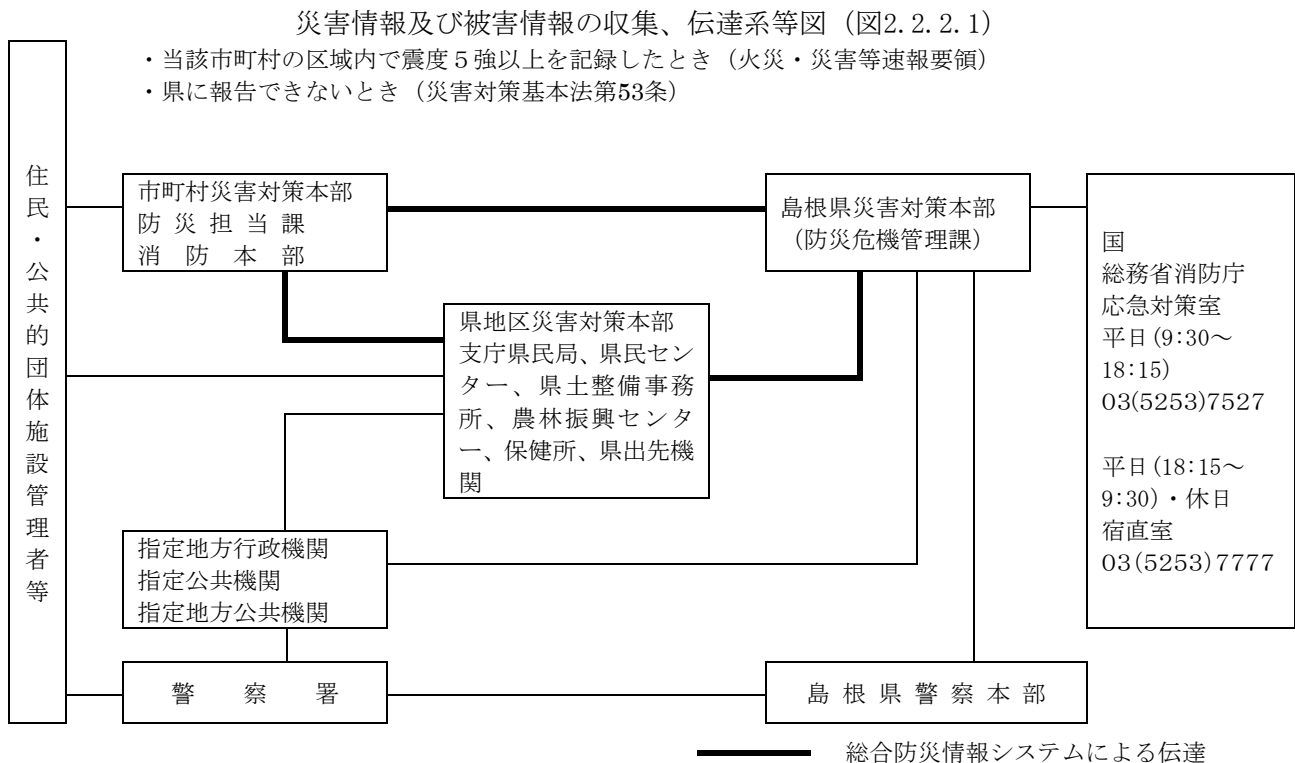 災害情報及び被害情報の収集、伝達系等図（図2.2.2.1）
・当該市町村の区域内で震度５強以上を記録したとき（火災・災害等速報要領）
・県に報告できないとき（災害対策基本法第53条）
住民・公共的団体施設管理者等
市町村災害対策本部
防災担当課
消防本部
島根県災害対策本部
（防災危機管理課）
国
総務省消防庁
応急対策室
平日(9:30～
18:15)
03(5253)7527
平日(18:15～
9:30)・休日
宿直室
03(5253)7777
県地区災害対策本部
支庁県民局、県民セン
ター、県土整備事務
所、農林振興センタ
ー、保健所、県出先機
関
指定地方行政機関
指定公共機関
指定地方公共機関
警察署
島根県警察本部
総合防災情報システムによる伝達